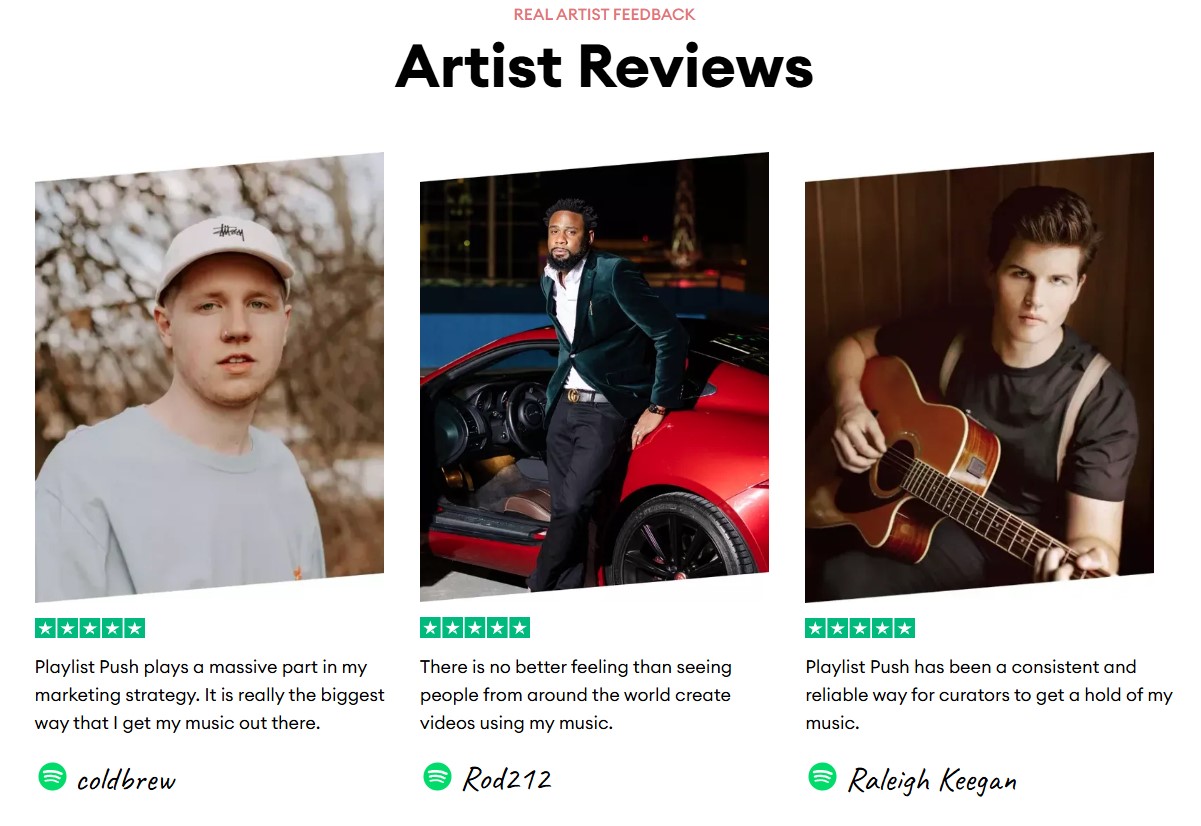 REAL ARTIST FEEDBACK
Artist Reviews
Playlist Push plays a massive part in my
marketing strategy. It is really the biggest
way that I get my music out there.
coldbrew
There is no better feeling than seeing
people from around the world create
videos using my music.
Rod212
Playlist Push has been a consistent and
reliable way for curators to get a hold of my
music.
Raleigh Keegan